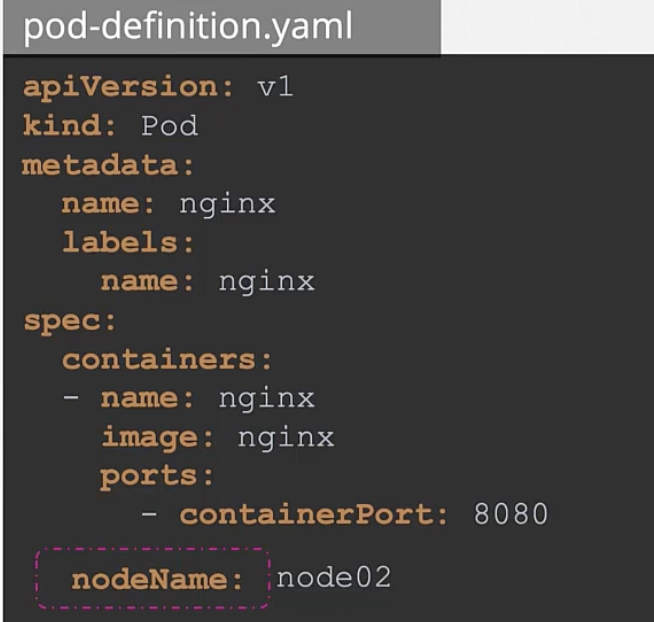 pod-definition.yaml
apiVersion: v1
kind: Pod
metadata:
  name: nginx
  labels:
    name: nginx
spec:
  containers:
  - name: nginx
    image: nginx
    ports:
      - containerPort: 8080
  nodeName: node02